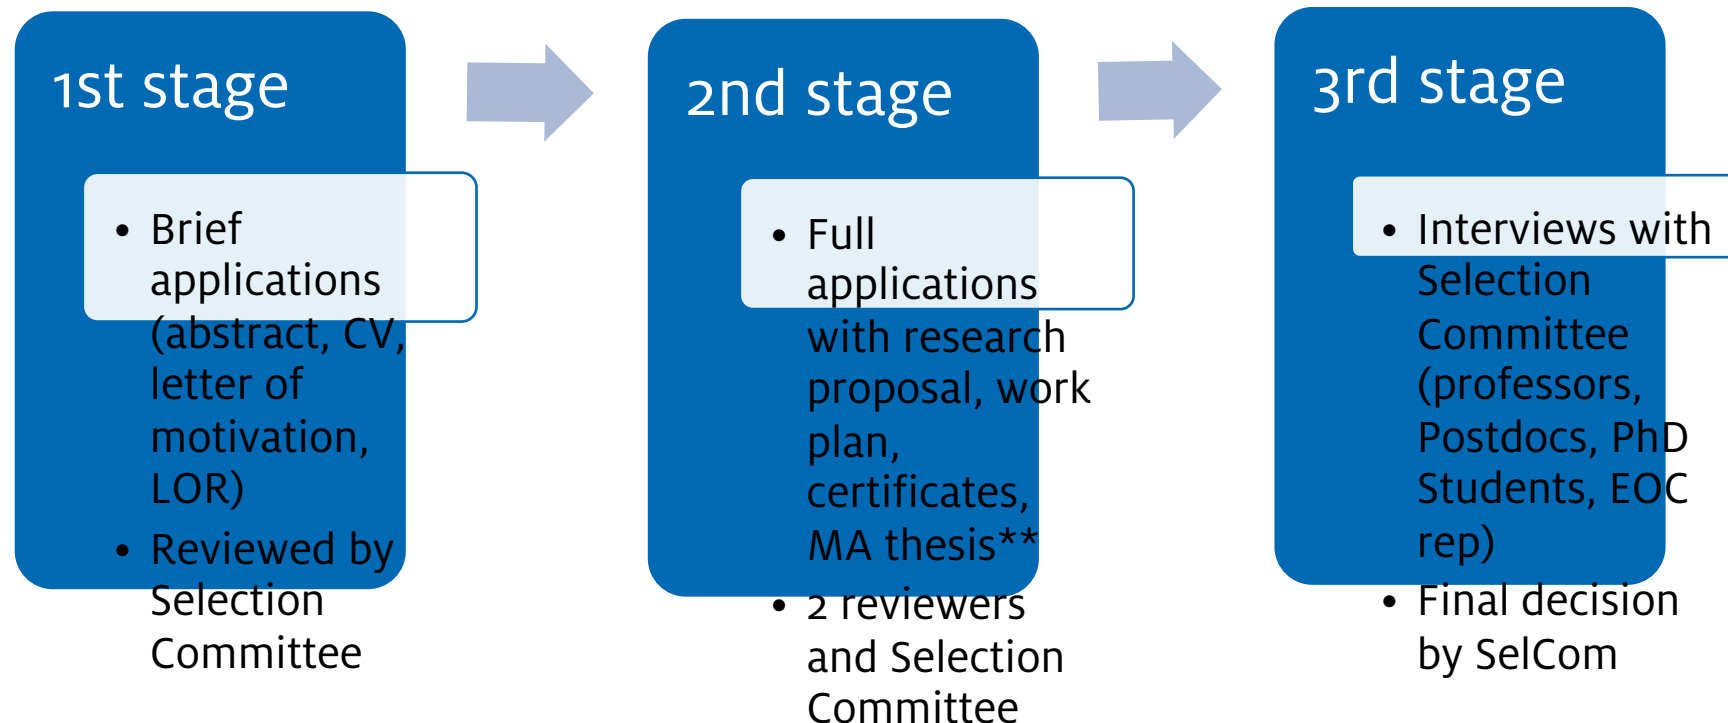 1st stage
• Brief
applications
(abstract, CV,
letter of
motivation,
LOR)
• Reviewed by
Selection
Committee
2nd stage
• Full
applications
with research
proposal, work
plan,
certificates,
MA thesis**
• 2 reviewers
and Selection
Committee
3rd stage
• Interviews with
Selection
Committee
(professors,
Postdocs, PhD
Students, EOC
rep)
• Final decision
by SelCom